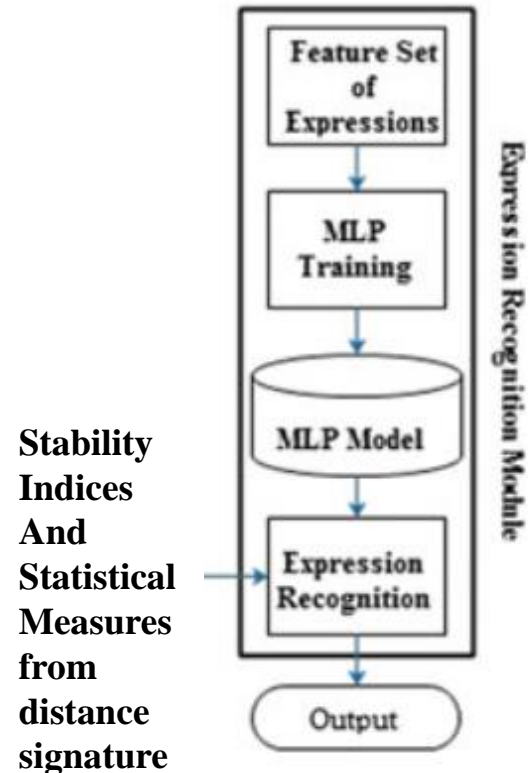 Feature Set
of
Expressions
MLP
Training
MLP Model
Expression
Recognition
Output
Expression Recognition Module
Stability
Indices
And
Statistical
Measures
from
distance
signature